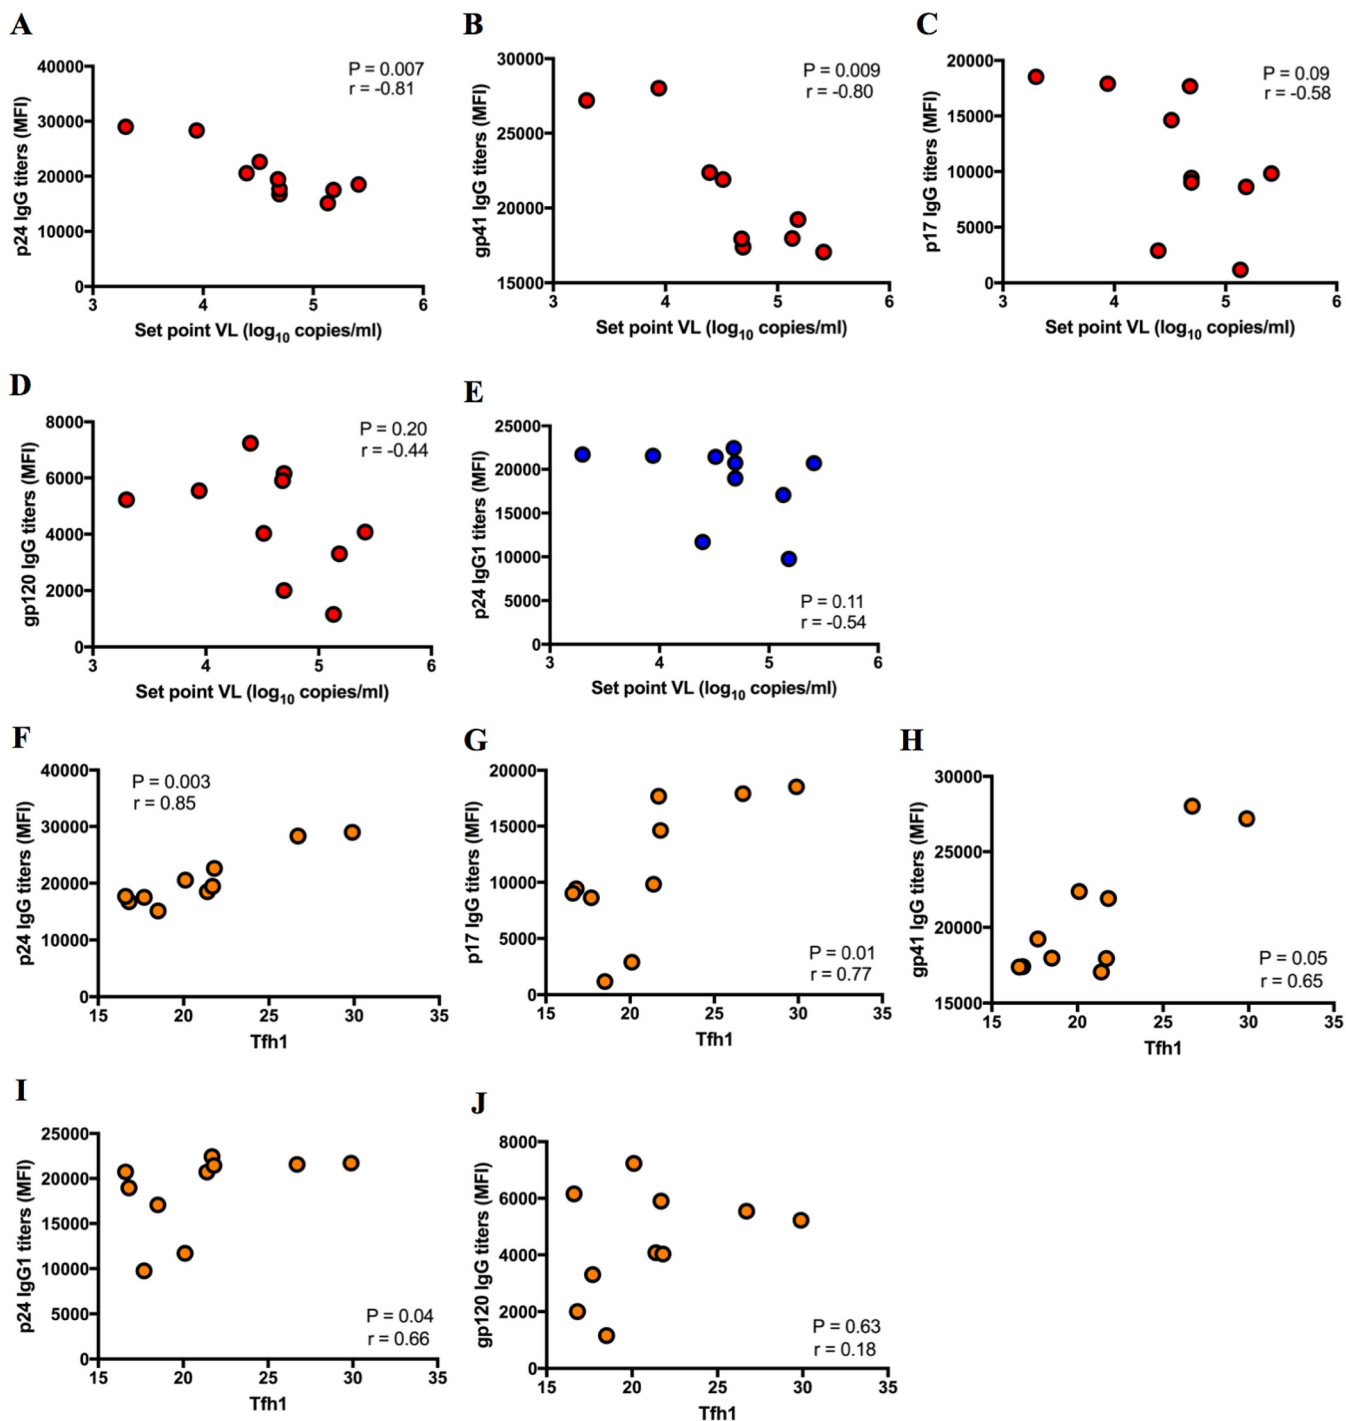 A
40000
30000
20000
10000
0
p24 IgG titers (MFI)
P = 0.007
r = -0.81
3 4 5 6
Set point VL (log10 copies/ml)
B
30000
25000
20000
15000
gp41 IgG titers (MFI)
P = 0.009
r = -0.80
3 4 5 6
Set point VL (log10 copies/ml)
C
20000
15000
10000
5000
0
p17 IgG titers (MFI)
P = 0.09
r = -0.58
3 4 5 6
Set point VL (log10 copies/ml)
D
8000
6000
4000
2000
0
gp120 IgG titers (MFI)
P = 0.20
r = -0.44
3 4 5 6
Set point VL (log10 copies/ml)
E
25000
20000
15000
10000
5000
0
p24 IgG1 titers (MFI)
P = 0.11
r = -0.54
3 4 5 6
Set point VL (log10 copies/ml)
F
40000
30000
20000
10000
0
p24 IgG titers (MFI)
P = 0.003
r = 0.85
15 20 25 30 35
Tfh1
G
20000
15000
10000
5000
0
p17 IgG titers (MFI)
P = 0.01
r = 0.77
15 20 25 30 35
Tfh1
H
30000
25000
20000
15000
gp41 IgG titers (MFI)
P = 0.05
r = 0.65
15 20 25 30 35
Tfh1
I
25000
20000
15000
10000
5000
0
p24 IgG1 titers (MFI)
P = 0.04
r = 0.66
15 20 25 30 35
Tfh1
J
8000
6000
4000
2000
0
gp120 IgG titers (MFI)
P = 0.63
r = 0.18
15 20 25 30 35
Tfh1